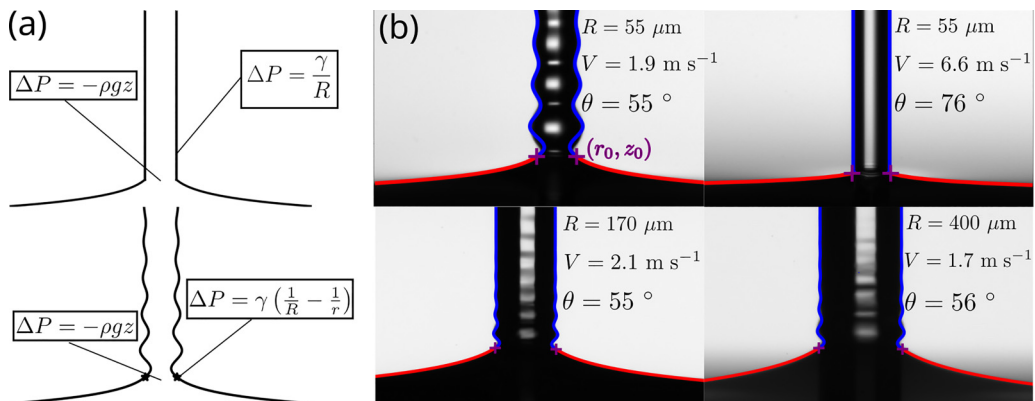 (a)
ΔP = −ρgz
ΔP = γ/R
ΔP = −ρgz
ΔP = γ (1/R − 1/r)
(b)
R = 55 μm
V = 1.9 m s⁻¹
θ = 55 °
(r₀, z₀)
R = 55 μm
V = 6.6 m s⁻¹
θ = 76 °
R = 170 μm
V = 2.1 m s⁻¹
θ = 55 °
R = 400 μm
V = 1.7 m s⁻¹
θ = 56 °